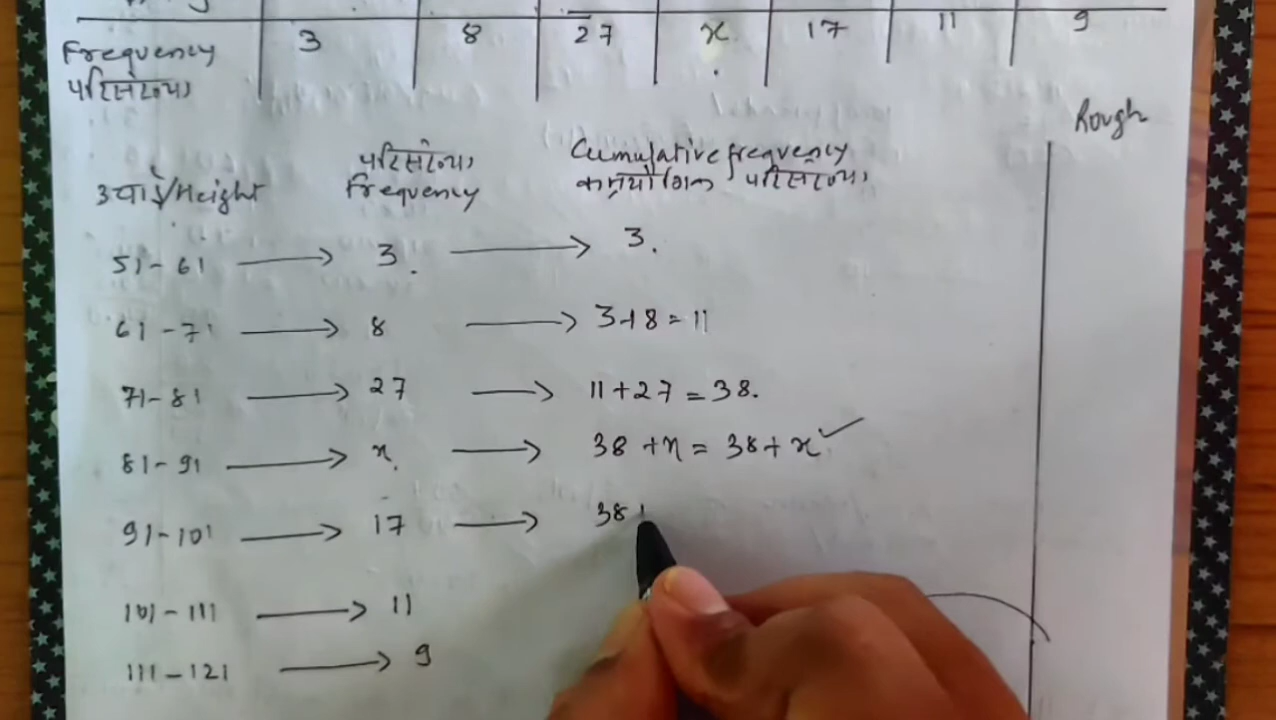 Frequency 3 8 27 x 17 11 9
परिसंख्या
Rough
परिसंख्या Cumulative frequency
उचाई/Height Frequency परिसंख्या
51-61 → 3. → 3.
61-71 → 8 → 3+8=11
71-81 → 27 → 11+27=38.
81-91 → x. → 38+x=38+x ✓
91-101 → 17 → 38
101-111 → 11
111-121 → 9